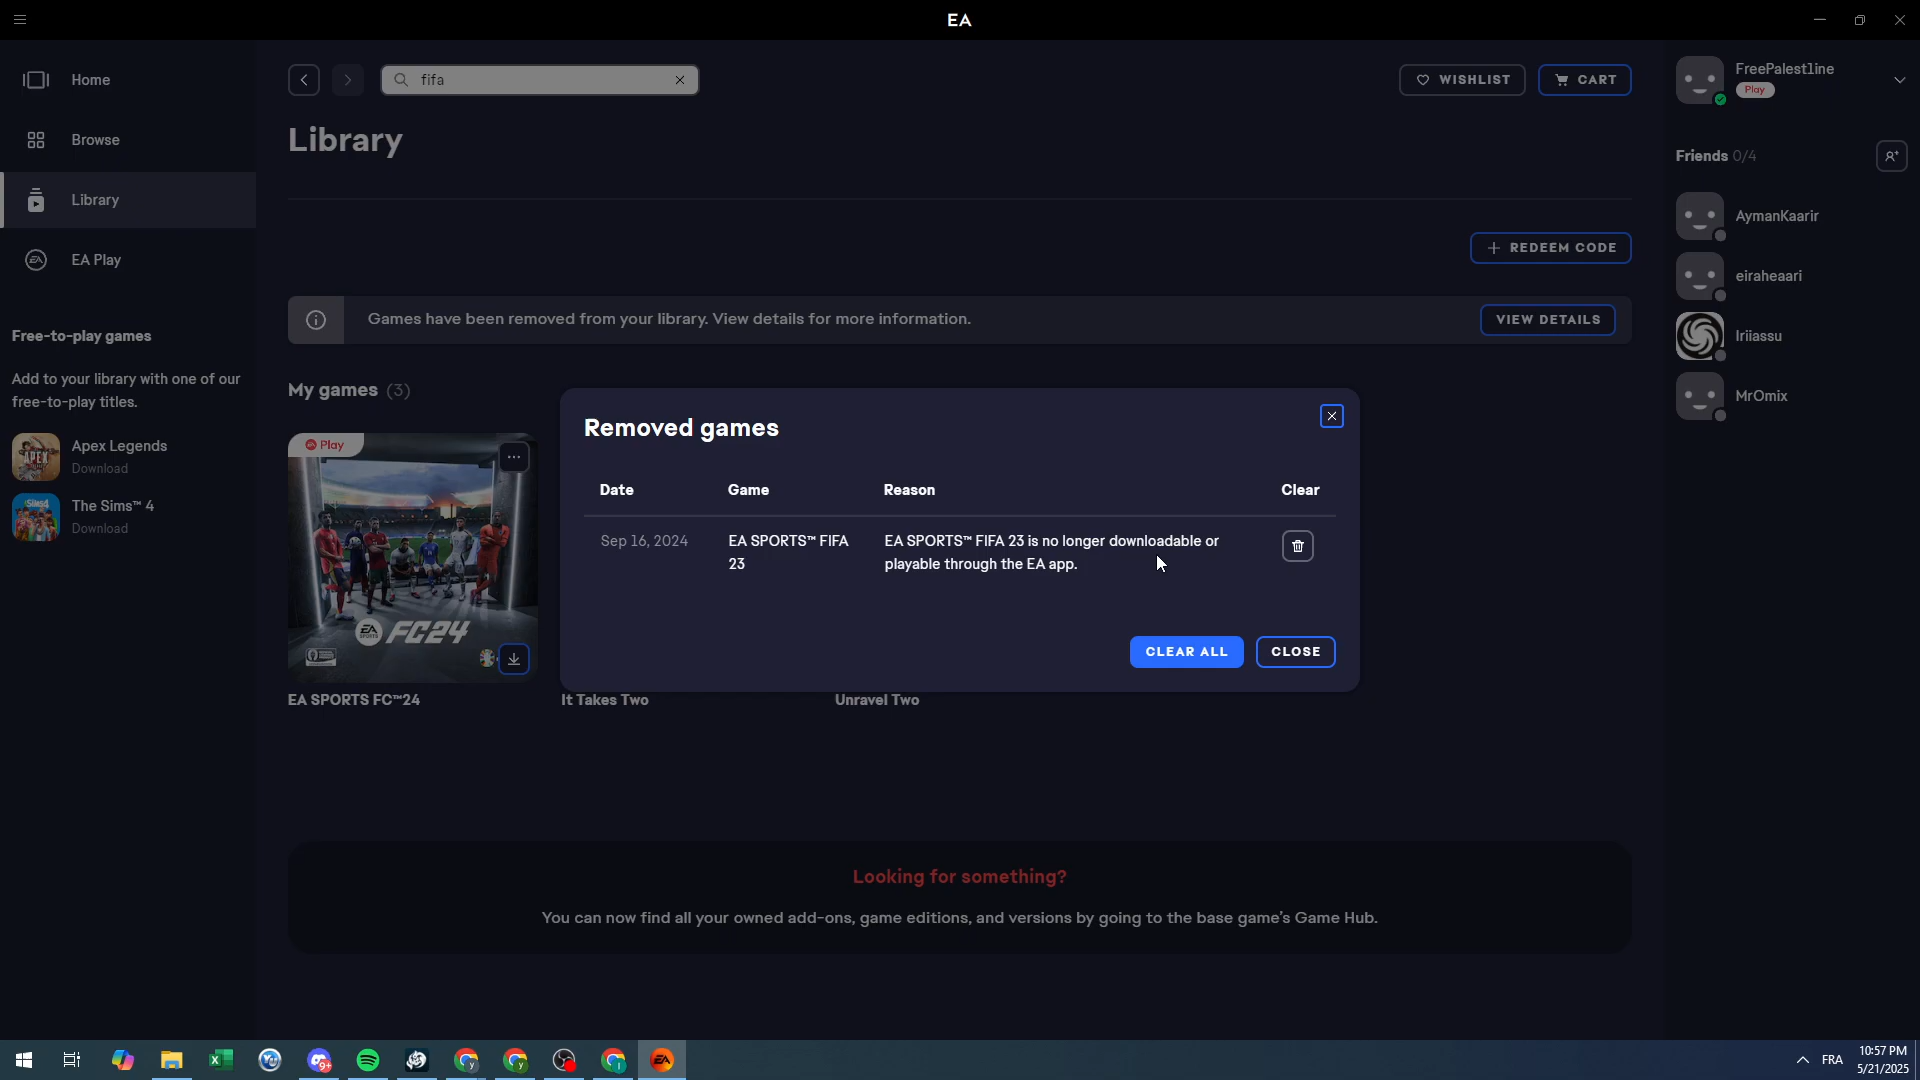 EA
Home
Browse
Library
EA Play
Free-to-play games
Add to your library with one of our
free-to-play titles.
Apex Legends
Download
The Sims™ 4
Download
fifa
WISHLIST
CART
Library
REDEEM CODE
Games have been removed from your library. View details for more information.
VIEW DETAILS
My games (3)
Play
FC24
EA SPORTS FC™24
It Takes Two
Unravel Two
Removed games
Date Game Reason Clear
Sep 16, 2024
EA SPORTS™ FIFA
23
EA SPORTS™ FIFA 23 is no longer downloadable or
playable through the EA app.
CLEAR ALL
CLOSE
Looking for something?
You can now find all your owned add-ons, game editions, and versions by going to the base game's Game Hub.
FreePalest1ine
Play
Friends 0/4
AymanKaarir
eiraheaari
Iriiassu
MrOmix
9+
EA
FRA
10:57 PM
5/21/2025